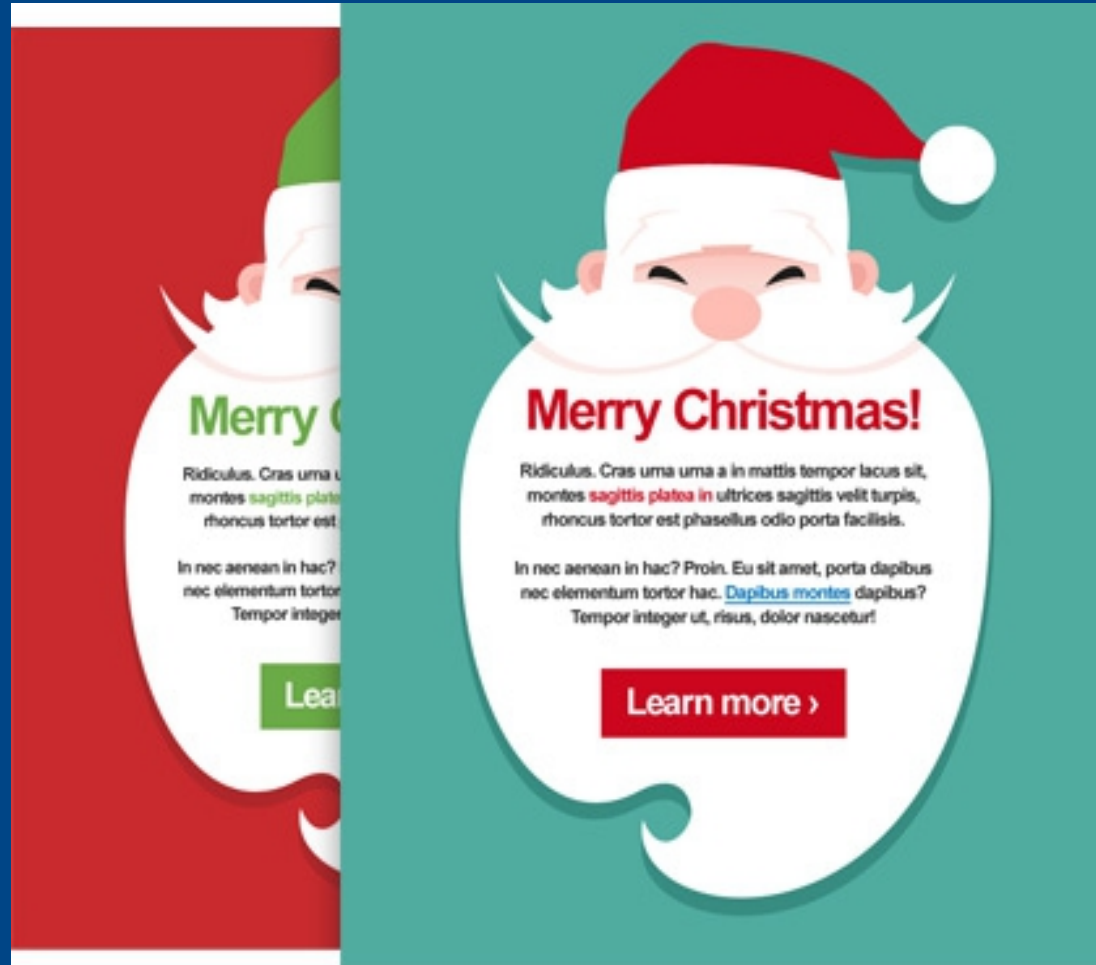 Merry
Ridiculus. Cras urna
montes sagittis
rhoncus tortor est
In nec aenean in hac?
nec elementum tortor
Tempor integer
Merry Christmas!
Ridiculus. Cras urna urna a in mattis tempor lacus sit,
montes sagittis platea in ultrices sagittis velit turpis,
rhoncus tortor est phasellus odio porta facilisis.
In nec aenean in hac? Proin. Eu sit amet, porta dapibus
nec elementum tortor hac. Dapibus montes dapibus?
Tempor integer ut, risus, dolor nascetur!
Learn more ›